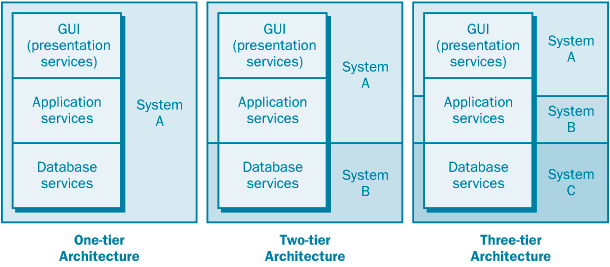 GUI
(presentation
services)
Application
services
Database
services
System
A
One-tier
Architecture
GUI
(presentation
services)
Application
services
Database
services
System
A
System
B
Two-tier
Architecture
GUI
(presentation
services)
Application
services
Database
services
System
A
System
B
System
C
Three-tier
Architecture